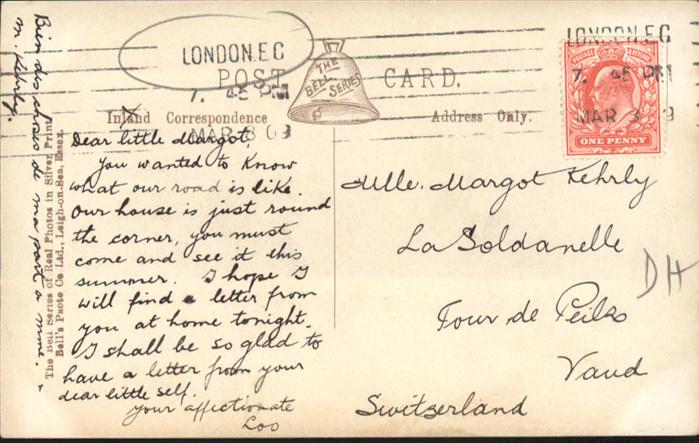 LONDON. E.C
7. 45 PM
MAR 3 03
POST CARD.
THE BELL SERIES
Inland Correspondence
Address Only.
LONDON. E.C
7. 45 PM
MAR 3
ONE PENNY
Dear little Margot,
You wanted to know
what our road is like.
Our house is just round
the corner, you must
come and see it this
summer. I hope I
will find a letter from
you at home tonight.
I shall be so glad to
have a letter from your
dear little self.
Your affectionate
Loo
Mlle. Margot Kehrly
La Soldanelle
Tour de Peilz
Vaud
Switzerland
DH
Bien des choses de ma part à mme. &
m. Kehrly.
The Bell Series of Real Photos in Silver Print
Bell's Photo Co Ltd., Leigh-on-Sea, Essex.